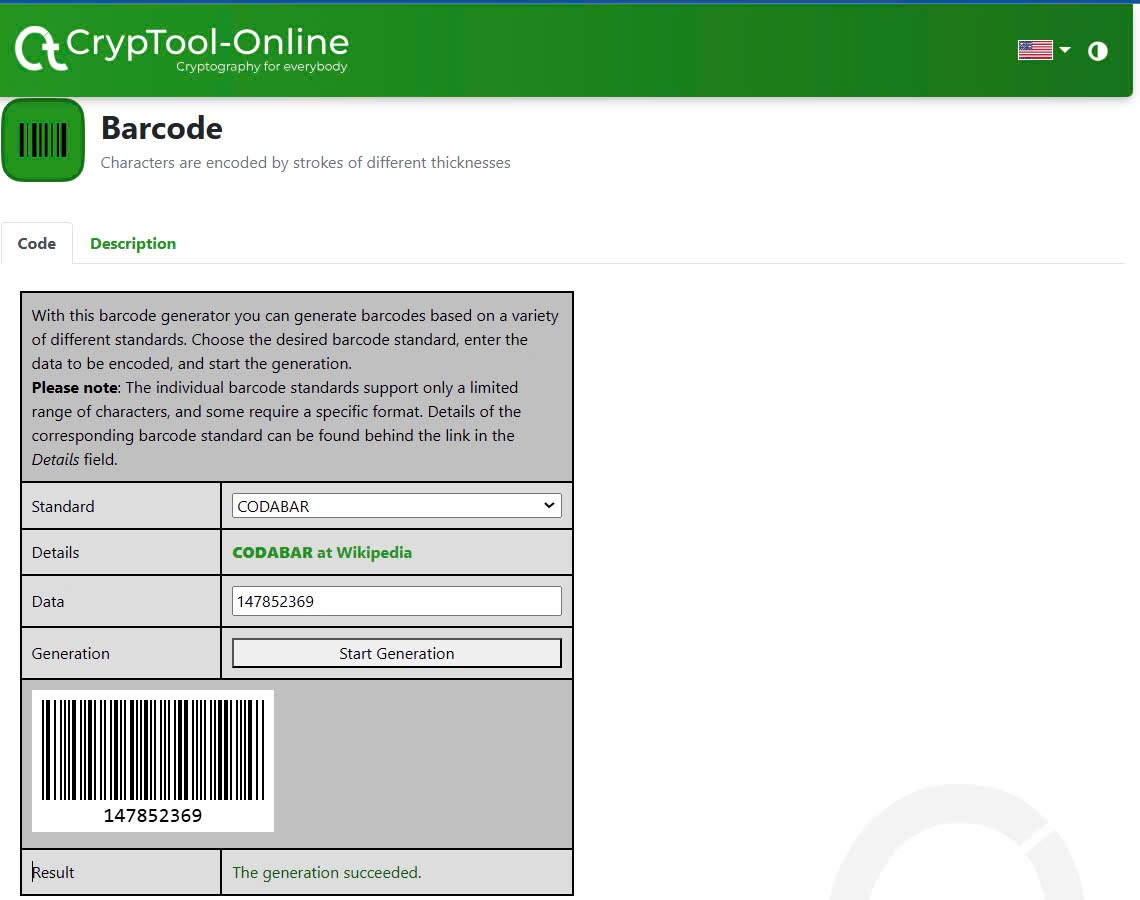 CrypTool-Online
Cryptography for everybody
Barcode
Characters are encoded by strokes of different thicknesses
Code Description
With this barcode generator you can generate barcodes based on a variety
of different standards. Choose the desired barcode standard, enter the
data to be encoded, and start the generation.
Please note: The individual barcode standards support only a limited
range of characters, and some require a specific format. Details of the
corresponding barcode standard can be found behind the link in the
Details field.
Standard CODABAR
Details CODABAR at Wikipedia
Data 147852369
Generation Start Generation
147852369
Result The generation succeeded.